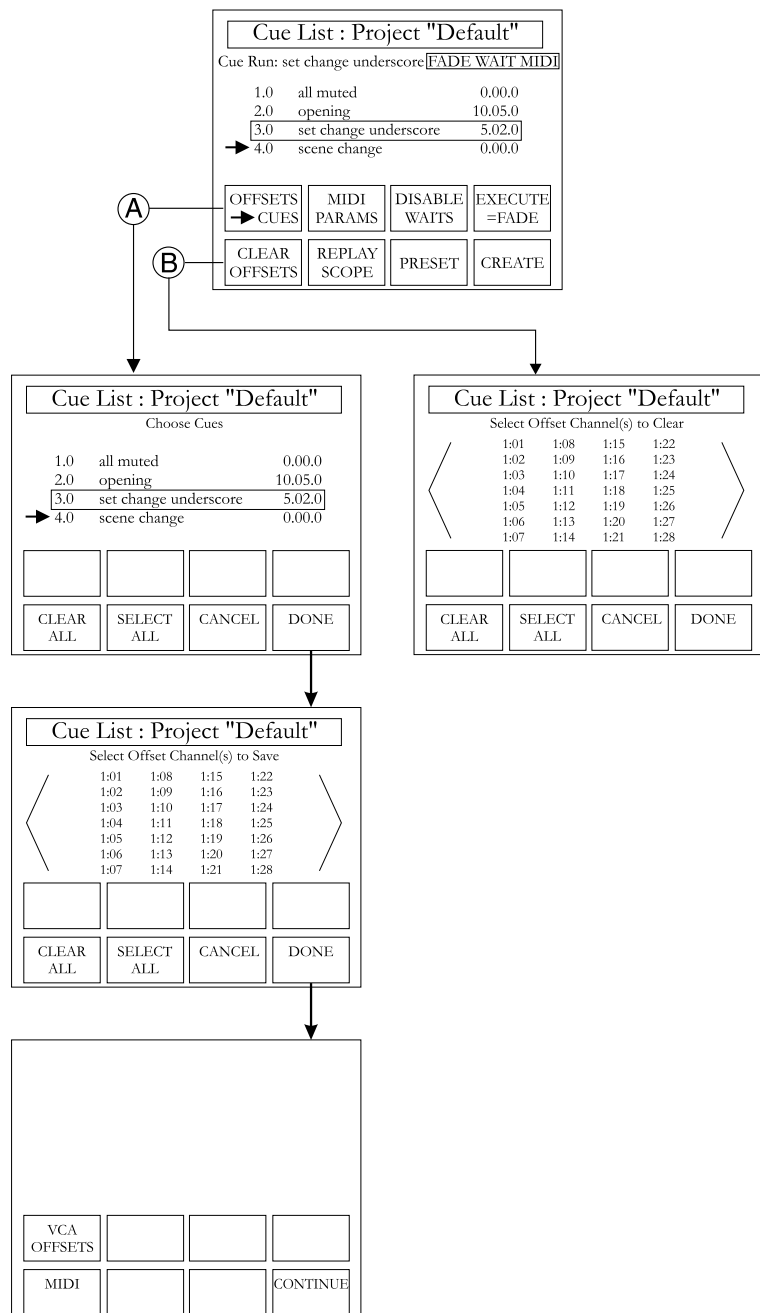 Cue List : Project "Default"
Cue Run: set change underscore FADE WAIT MIDI
1.0 all muted 0.00.0
2.0 opening 10.05.0
3.0 set change underscore 5.02.0
4.0 scene change 0.00.0
OFFSETS CUES
MIDI PARAMS
DISABLE WAITS
EXECUTE =FADE
CLEAR OFFSETS
REPLAY SCOPE
PRESET
CREATE
A
B
Cue List : Project "Default"
Choose Cues
1.0 all muted 0.00.0
2.0 opening 10.05.0
3.0 set change underscore 5.02.0
4.0 scene change 0.00.0
CLEAR ALL
SELECT ALL
CANCEL
DONE
Cue List : Project "Default"
Select Offset Channel(s) to Clear
1:01 1:08 1:15 1:22
1:02 1:09 1:16 1:23
1:03 1:10 1:17 1:24
1:04 1:11 1:18 1:25
1:05 1:12 1:19 1:26
1:06 1:13 1:20 1:27
1:07 1:14 1:21 1:28
CLEAR ALL
SELECT ALL
CANCEL
DONE
Cue List : Project "Default"
Select Offset Channel(s) to Save
1:01 1:08 1:15 1:22
1:02 1:09 1:16 1:23
1:03 1:10 1:17 1:24
1:04 1:11 1:18 1:25
1:05 1:12 1:19 1:26
1:06 1:13 1:20 1:27
1:07 1:14 1:21 1:28
CLEAR ALL
SELECT ALL
CANCEL
DONE
VCA OFFSETS
MIDI
CONTINUE